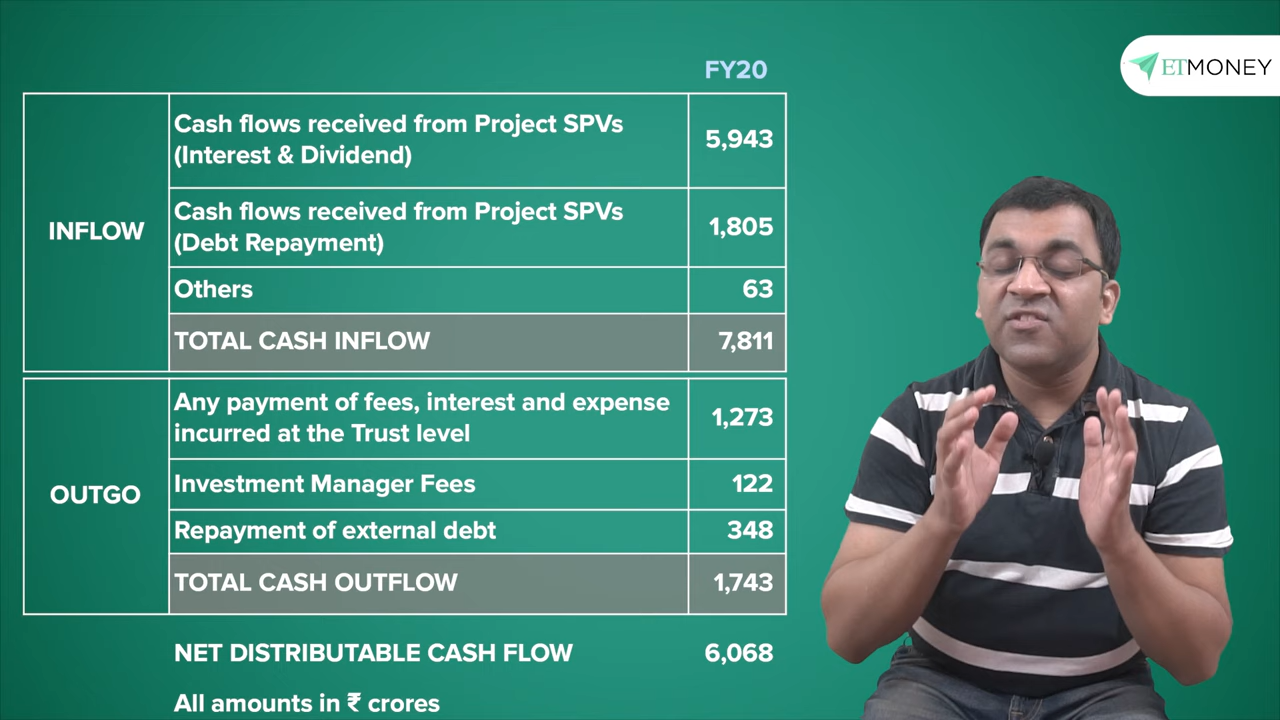 ETMONEY
FY20
INFLOW
Cash flows received from Project SPVs
(Interest & Dividend)
5,943
Cash flows received from Project SPVs
(Debt Repayment)
1,805
Others
63
TOTAL CASH INFLOW
7,811
OUTGO
Any payment of fees, interest and expense
incurred at the Trust level
1,273
Investment Manager Fees
122
Repayment of external debt
348
TOTAL CASH OUTFLOW
1,743
NET DISTRIBUTABLE CASH FLOW
6,068
All amounts in ₹ crores